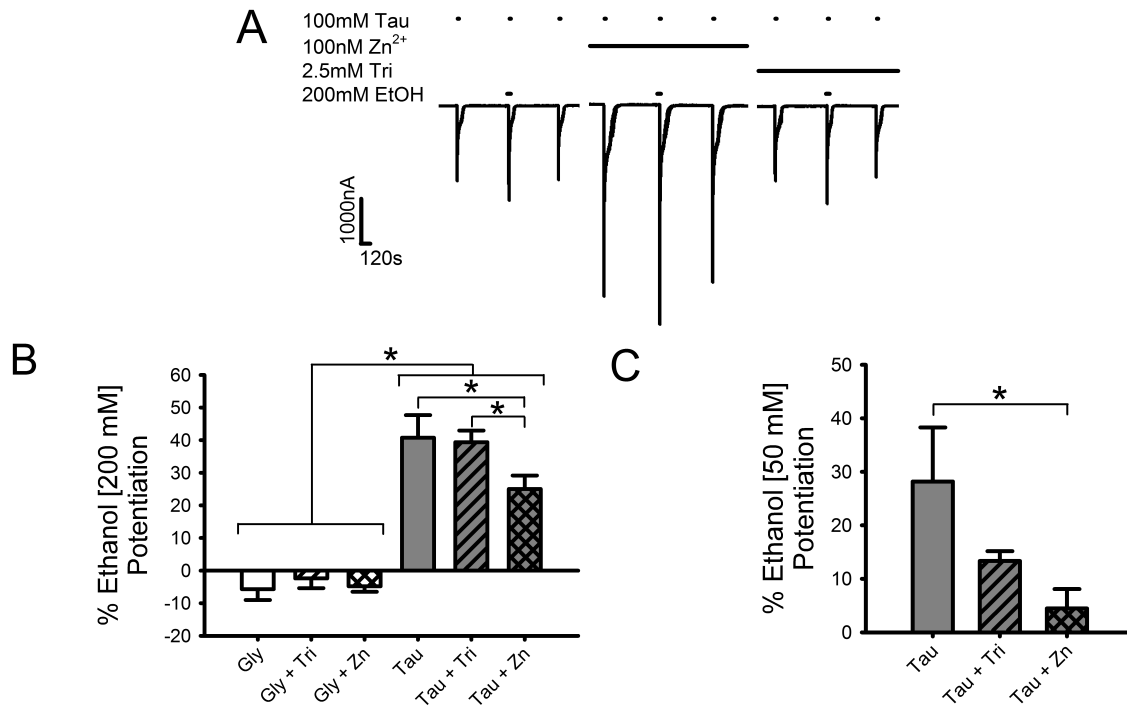 A
100mM Tau
100nM Zn2+
2.5mM Tri
200mM EtOH
1000nA
120s
B
% Ethanol [200 mM]
Potentiation
60
50
40
30
20
10
0
-10
-20
*
*
*
Gly
Gly + Tri
Gly + Zn
Tau
Tau + Tri
Tau + Zn
C
% Ethanol [50 mM]
Potentiation
50
40
30
20
10
0
*
Tau
Tau + Tri
Tau + Zn